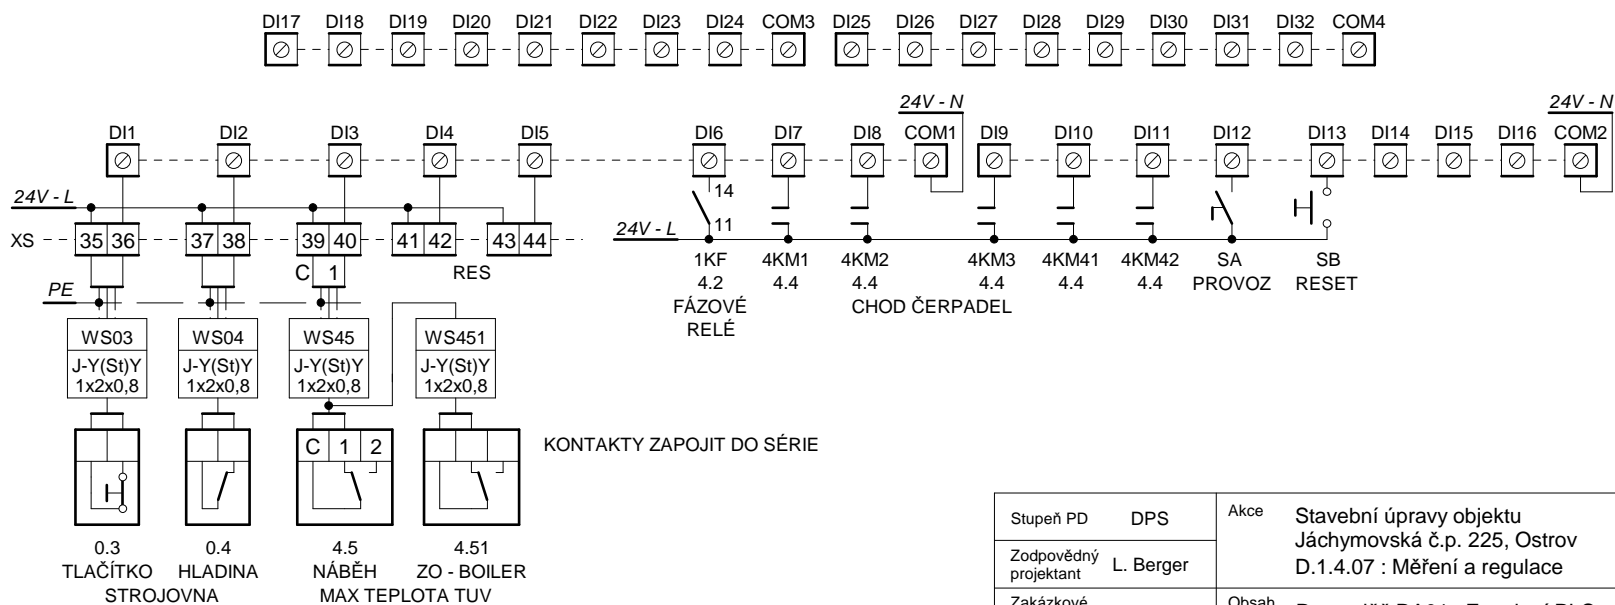 DI17 DI18 DI19 DI20 DI21 DI22 DI23 DI24 COM3 DI25 DI26 DI27 DI28 DI29 DI30 DI31 DI32 COM4
24V - N 24V - N
DI1 DI2 DI3 DI4 DI5 DI6 DI7 DI8 COM1 DI9 DI10 DI11 DI12 DI13 DI14 DI15 DI16 COM2
14
24V - L
11
24V - L
XS 35 36 37 38 39 40 41 42 43 44
C 1 RES
1KF 4KM1 4KM2 4KM3 4KM41 4KM42 SA SB
4.2 4.4 4.4 4.4 4.4 4.4 PROVOZ RESET
PE
FÁZOVÉ CHOD ČERPADEL
RELÉ
WS03 WS04 WS45 WS451
J-Y(St)Y J-Y(St)Y J-Y(St)Y J-Y(St)Y
1x2x0,8 1x2x0,8 1x2x0,8 1x2x0,8
C 1 2 KONTAKTY ZAPOJIT DO SÉRIE
0.3 0.4 4.5 4.51
TLAČÍTKO HLADINA NÁBĚH ZO - BOILER
STROJOVNA MAX TEPLOTA TUV
Stupeň PD DPS
Akce Stavební úpravy objektu
Jáchymovská č.p. 225, Ostrov
D.1.4.07 : Měření a regulace
Zodpovědný
projektant L. Berger
Zakázkové
Obsah